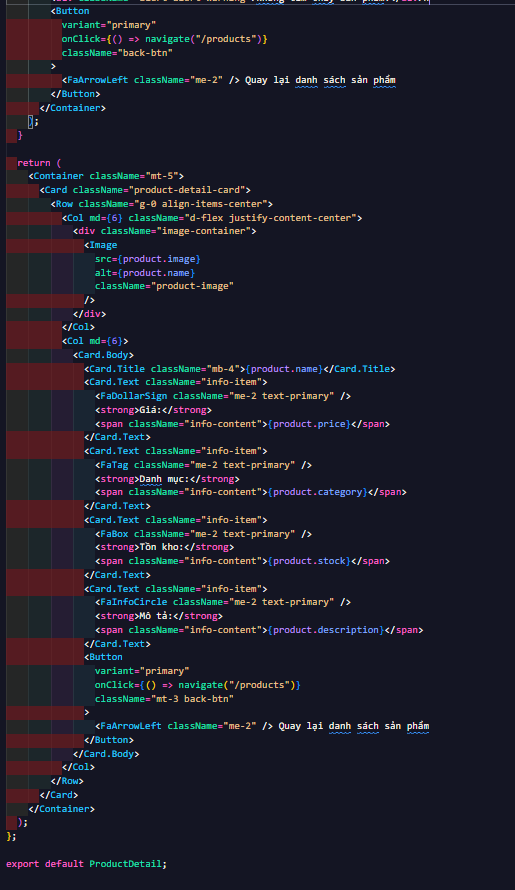 <Button
variant="primary"
onClick={() => navigate("/products")}
className="back-btn"
>
<FaArrowLeft className="me-2" /> Quay lại danh sách sản phẩm
</Button>
</Container>
);
}
return (
<Container className="mt-5">
<Card className="product-detail-card">
<Row className="g-0 align-items-center">
<Col md={6} className="d-flex justify-content-center">
<div className="image-container">
<Image
src={product.image}
alt={product.name}
className="product-image"
/>
</div>
</Col>
<Col md={6}>
<Card.Body>
<Card.Title className="mb-4">{product.name}</Card.Title>
<Card.Text className="info-item">
<FaDollarSign className="me-2 text-primary" />
<strong>Giá:</strong>
<span className="info-content">{product.price}</span>
</Card.Text>
<Card.Text className="info-item">
<FaTag className="me-2 text-primary" />
<strong>Danh mục:</strong>
<span className="info-content">{product.category}</span>
</Card.Text>
<Card.Text className="info-item">
<FaBox className="me-2 text-primary" />
<strong>Tồn kho:</strong>
<span className="info-content">{product.stock}</span>
</Card.Text>
<Card.Text className="info-item">
<FaInfoCircle className="me-2 text-primary" />
<strong>Mô tả:</strong>
<span className="info-content">{product.description}</span>
</Card.Text>
<Button
variant="primary"
onClick={() => navigate("/products")}
className="mt-3 back-btn"
>
<FaArrowLeft className="me-2" /> Quay lại danh sách sản phẩm
</Button>
</Card.Body>
</Col>
</Row>
</Card>
</Container>
);
};
export default ProductDetail;